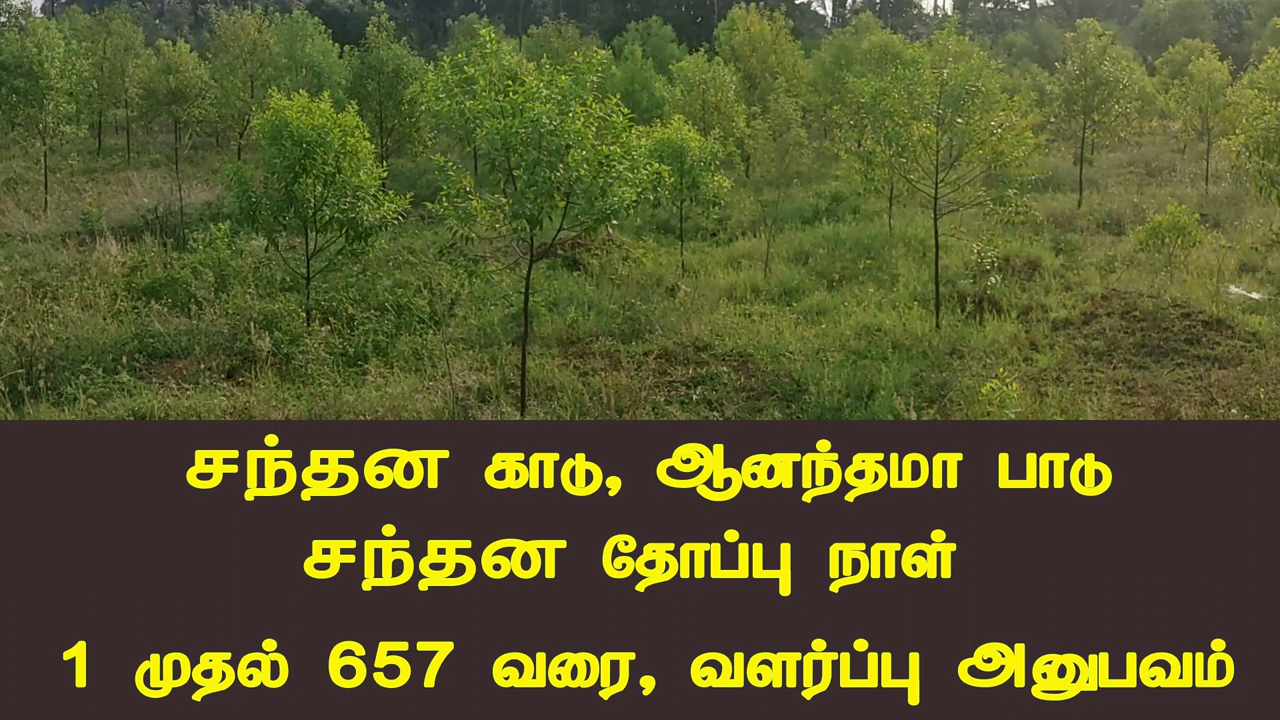 சந்தன காடு, ஆனந்தமா பாடு
சந்தன தோப்பு நாள்
1 முதல் 657 வரை, வளர்ப்பு அனுபவம்